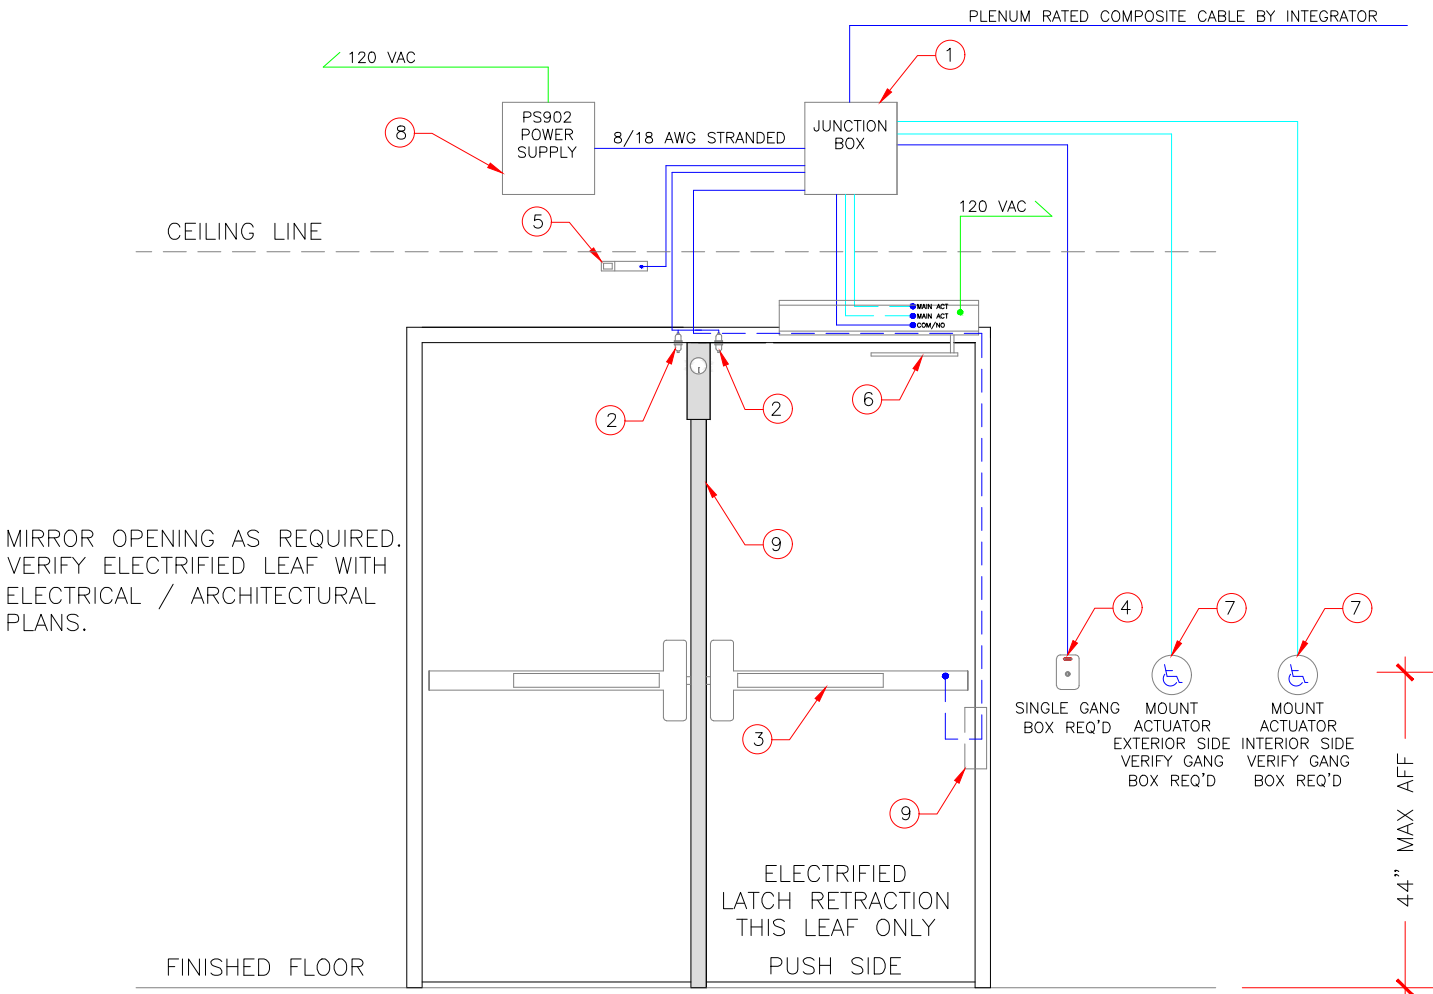 PLENUM RATED COMPOSITE CABLE BY INTEGRATOR
120 VAC
1
8
PS902
POWER
SUPPLY
8/18 AWG STRANDED
JUNCTION
BOX
5
120 VAC
CEILING LINE
MAIN ACT
MAIN ACT
COM/NO
2
2
6
9
MIRROR OPENING AS REQUIRED.
VERIFY ELECTRIFIED LEAF WITH
ELECTRICAL / ARCHITECTURAL
PLANS.
4
7
7
SINGLE GANG
BOX REQ'D
MOUNT
ACTUATOR
EXTERIOR SIDE
VERIFY GANG
BOX REQ'D
MOUNT
ACTUATOR
INTERIOR SIDE
VERIFY GANG
BOX REQ'D
3
9
44" MAX AFF
ELECTRIFIED
LATCH RETRACTION
THIS LEAF ONLY
PUSH SIDE
FINISHED FLOOR